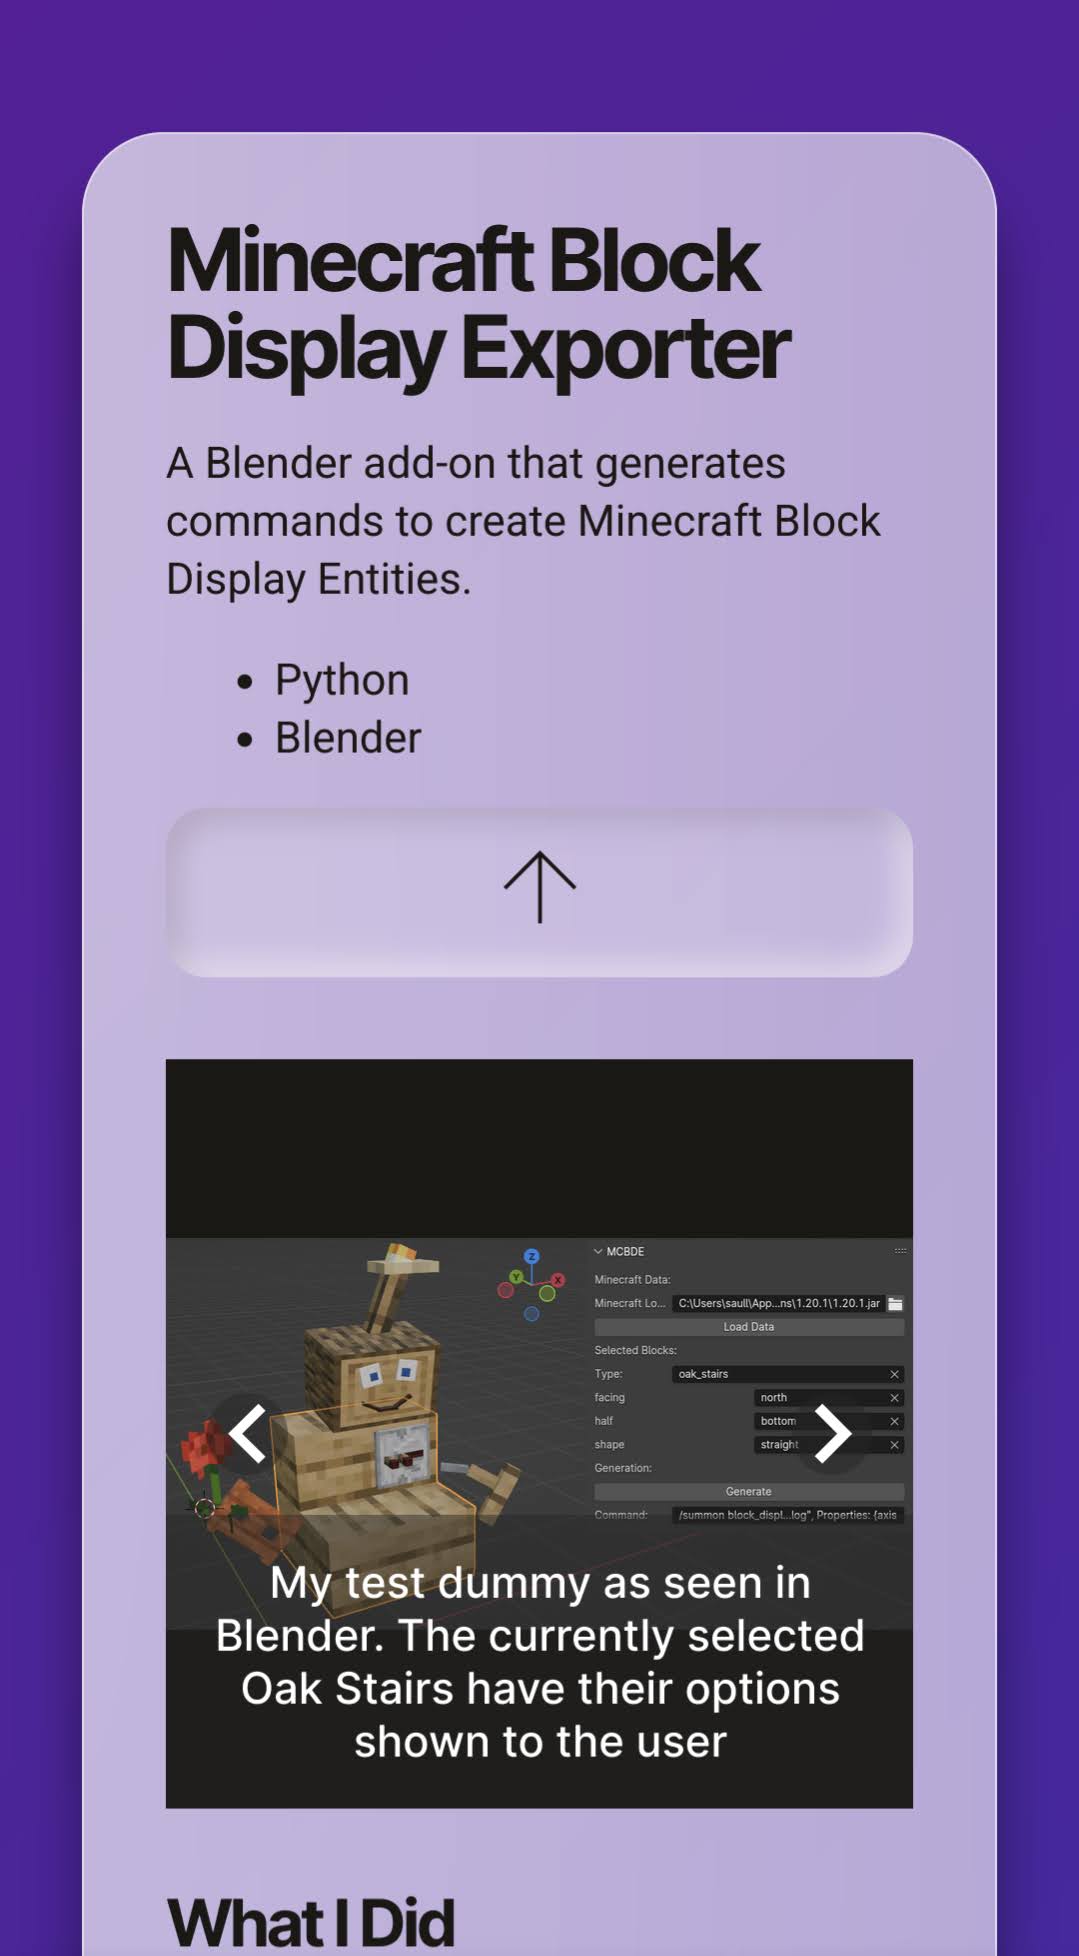 Minecraft Block
Display Exporter
A Blender add-on that generates
commands to create Minecraft Block
Display Entities.
Python
Blender
MCBDE
Minecraft Data:
Minecraft Lo... C:\Users\saull\App...ns\1.20.1\1.20.1.jar
Load Data
Selected Blocks:
Type: oak_stairs
facing north
half bottom
shape straight
Generation:
Generate
Command: /summon block_displ...log", Properties: {axis
Z
Y
X
My test dummy as seen in
Blender. The currently selected
Oak Stairs have their options
shown to the user
What I Did